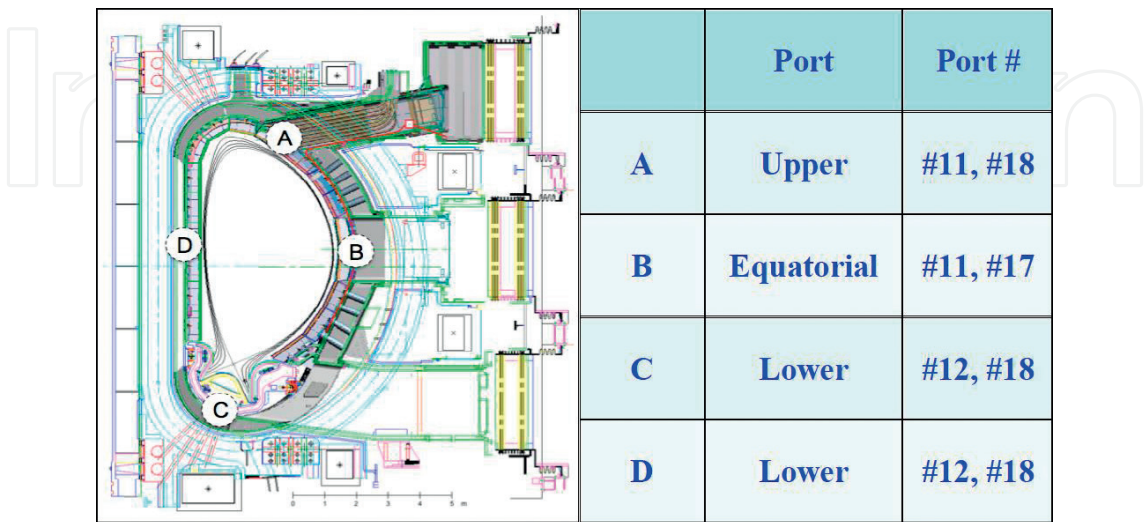 A
B
C
D
0 1 2 3 4 5 m
Port Port #
A Upper #11, #18
B Equatorial #11, #17
C Lower #12, #18
D Lower #12, #18